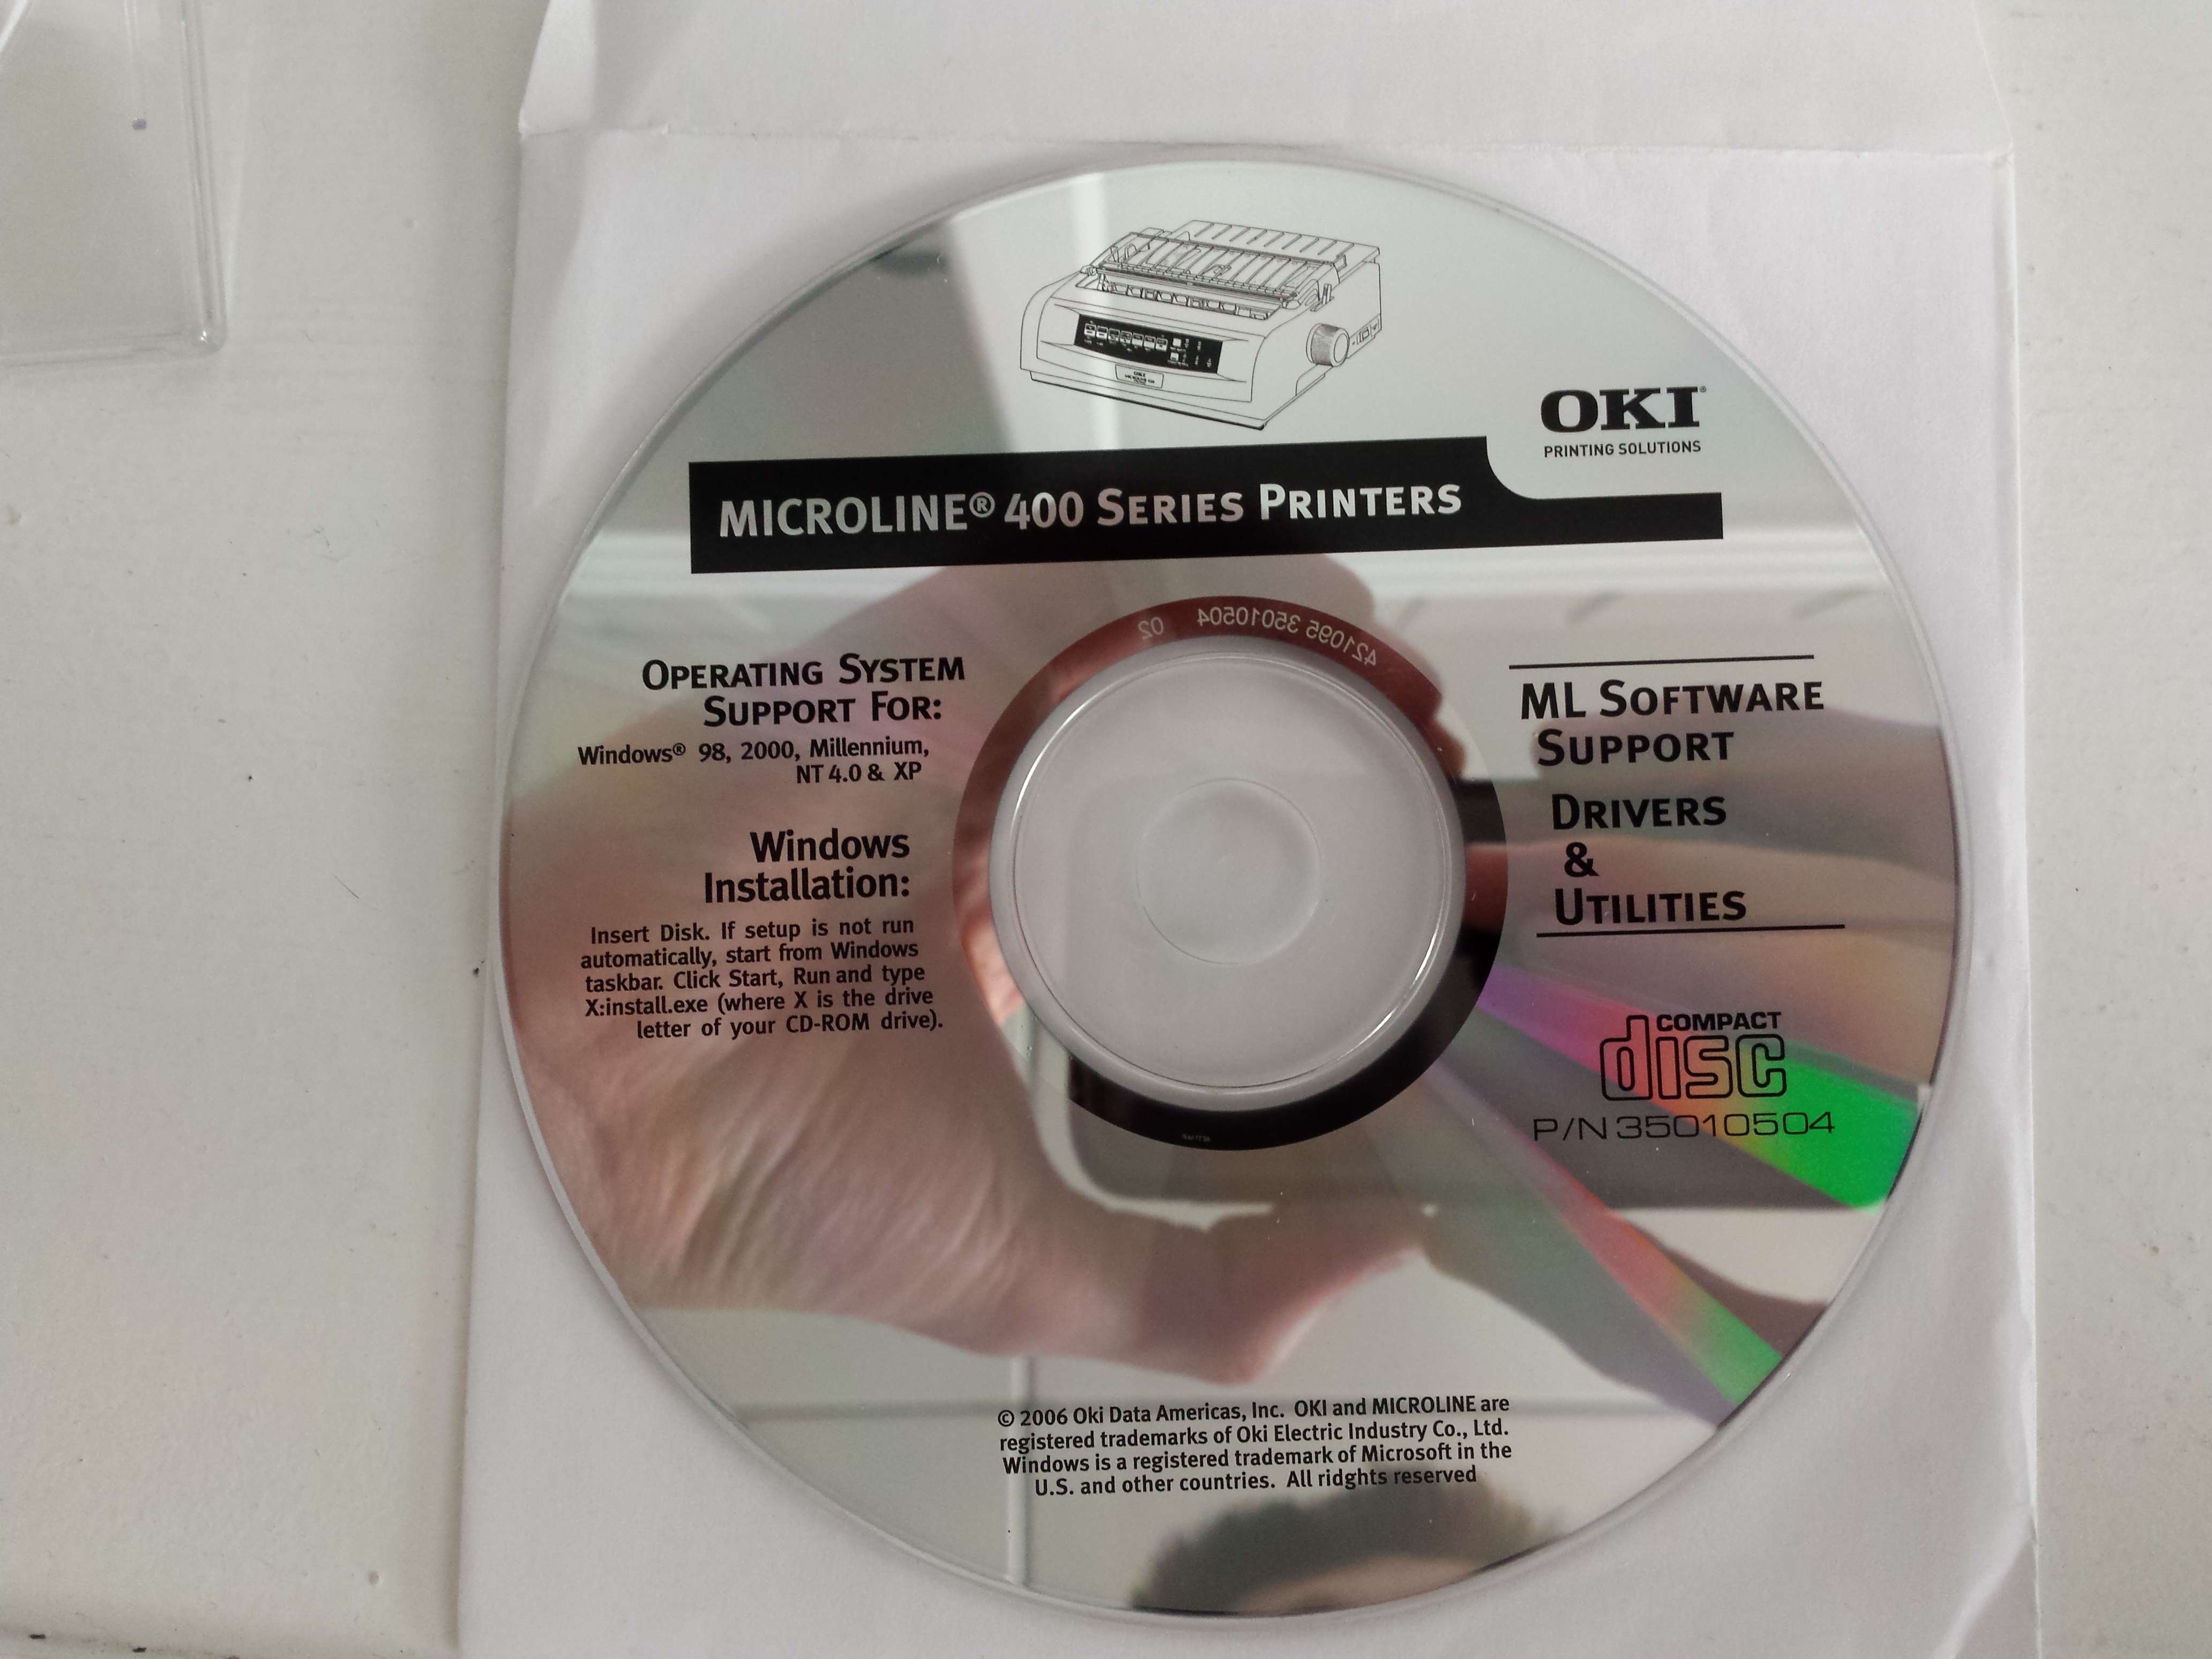 OKI®
PRINTING SOLUTIONS
MICROLINE® 400 SERIES PRINTERS
421095 35010504 02
OPERATING SYSTEM
SUPPORT FOR:
Windows® 98, 2000, Millennium,
NT 4.0 & XP
Windows
Installation:
Insert Disk. If setup is not run
automatically, start from Windows
taskbar. Click Start, Run and type
X:install.exe (where X is the drive
letter of your CD-ROM drive).
ML SOFTWARE
SUPPORT
DRIVERS
&
UTILITIES
COMPACT
disc
P/N 35010504
© 2006 Oki Data Americas, Inc. OKI and MICROLINE are
registered trademarks of Oki Electric Industry Co., Ltd.
Windows is a registered trademark of Microsoft in the
U.S. and other countries. All ridghts reserved